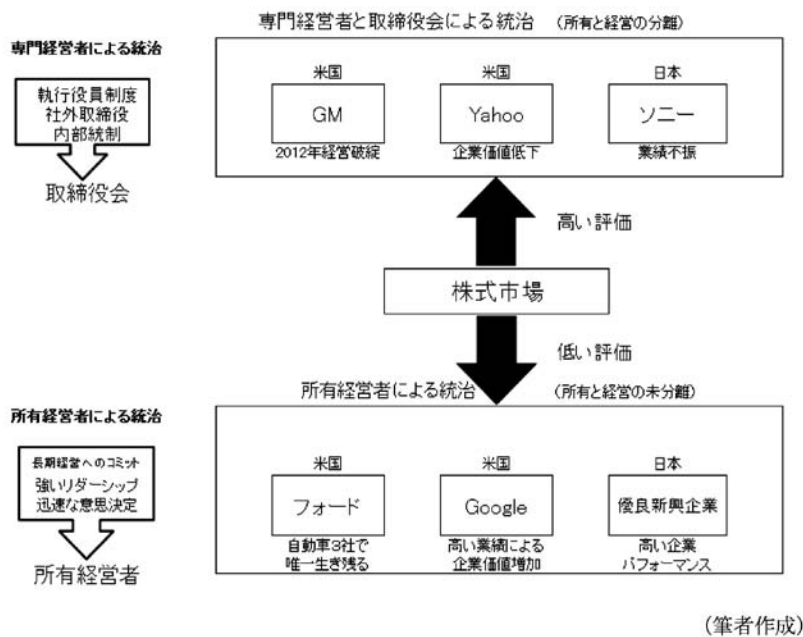 専門経営者と取締役会による統治 (所有と経営の分離)
専門経営者による統治
執行役員制度
社外取締役
内部統制
取締役会
米国
GM
2012年経営破綻
米国
Yahoo
企業価値低下
日本
ソニー
業績不振
高い評価
株式市場
低い評価
所有経営者による統治 (所有と経営の未分離)
所有経営者による統治
長期経営へのコミット
強いリダーシップ
迅速な意思決定
所有経営者
米国
フォード
自動車3社で
唯一生き残る
米国
Google
高い業績による
企業価値増加
日本
優良新興企業
高い企業
パフォーマンス
(筆者作成)